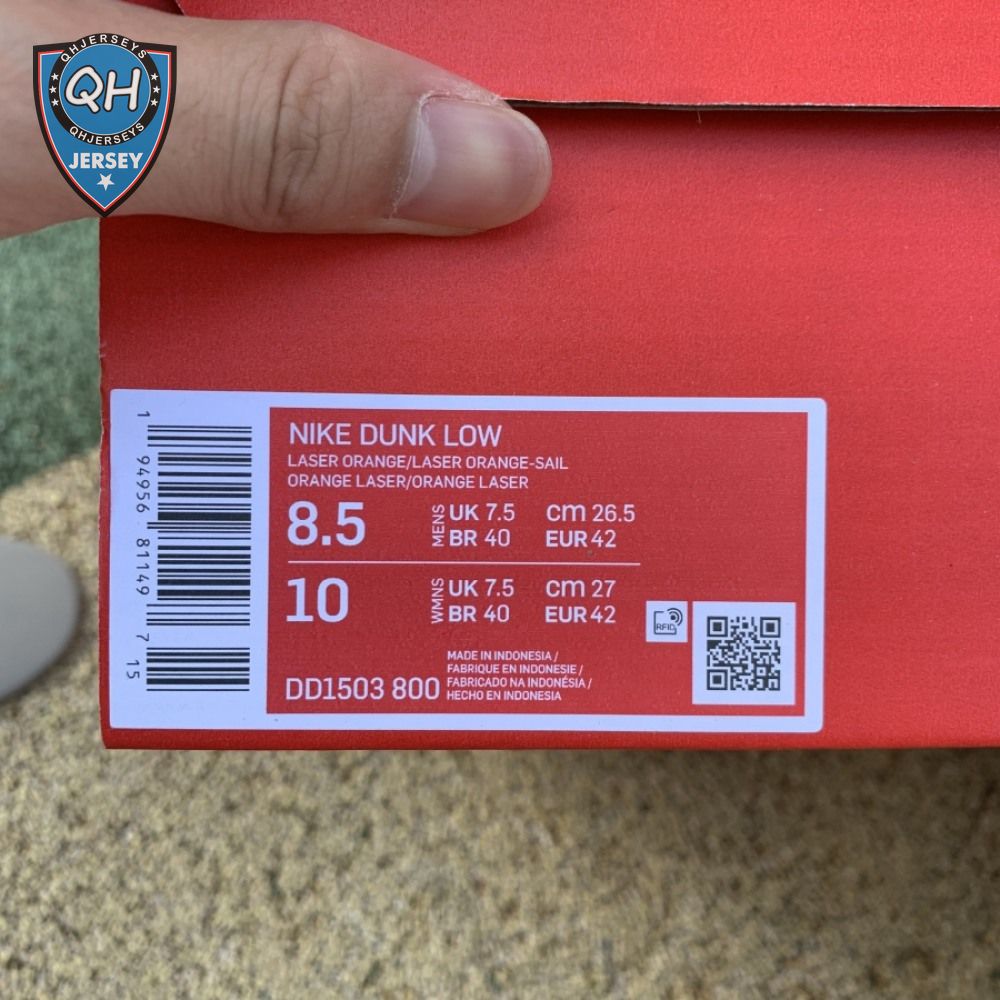 QHJERSEYS
QH
QHJERSEYS
JERSEY
NIKE DUNK LOW
LASER ORANGE/LASER ORANGE-SAIL
ORANGE LASER/ORANGE LASER
8.5 MENS UK 7.5 cm 26.5
BR 40 EUR 42
10 WMNS UK 7.5 cm 27
BR 40 EUR 42
RFID
MADE IN INDONESIA /
FABRIQUE EN INDONESIE /
FABRICADO NA INDONÉSIA /
DD1503 800 HECHO EN INDONESIA
1 94956 81149 7 15